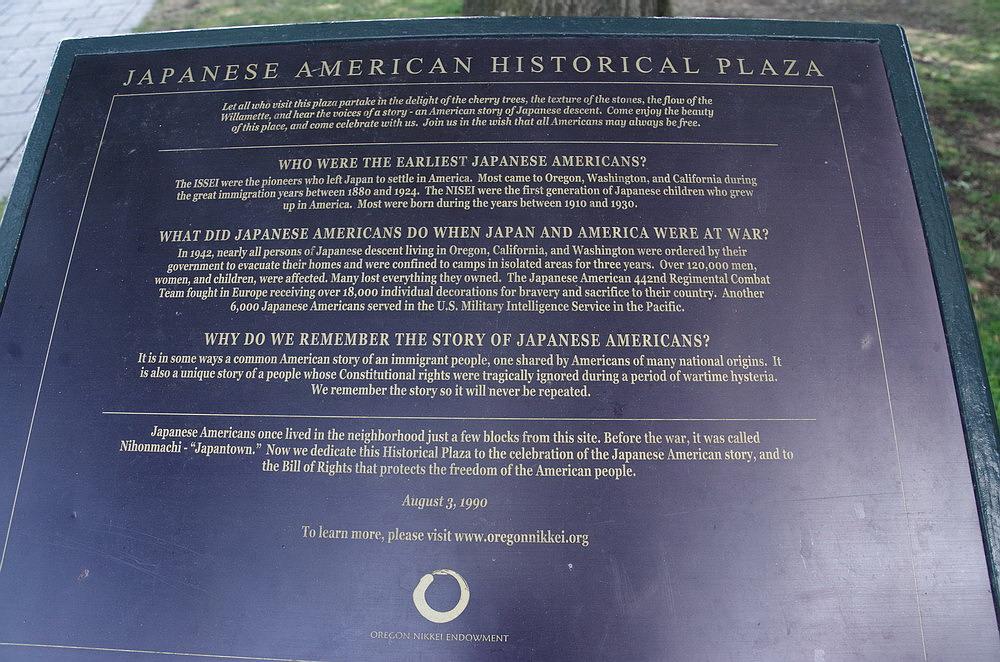 JAPANESE AMERICAN HISTORICAL PLAZA
Let all who visit this plaza partake in the delight of the cherry trees, the texture of the stones, the flow of the
Willamette, and hear the voices of a story - an American story of Japanese descent. Come enjoy the beauty
of this place, and come celebrate with us. Join us in the wish that all Americans may always be free.
WHO WERE THE EARLIEST JAPANESE AMERICANS?
The ISSEI were the pioneers who left Japan to settle in America. Most came to Oregon, Washington, and California during
the great immigration years between 1880 and 1924. The NISEI were the first generation of Japanese children who grew
up in America. Most were born during the years between 1910 and 1930.
WHAT DID JAPANESE AMERICANS DO WHEN JAPAN AND AMERICA WERE AT WAR?
In 1942, nearly all persons of Japanese descent living in Oregon, California, and Washington were ordered by their
government to evacuate their homes and were confined to camps in isolated areas for three years. Over 120,000 men,
women, and children, were affected. Many lost everything they owned. The Japanese American 442nd Regimental Combat
Team fought in Europe receiving over 18,000 individual decorations for bravery and sacrifice to their country. Another
6,000 Japanese Americans served in the U.S. Military Intelligence Service in the Pacific.
WHY DO WE REMEMBER THE STORY OF JAPANESE AMERICANS?
It is in some ways a common American story of an immigrant people, one shared by Americans of many national origins. It
is also a unique story of a people whose Constitutional rights were tragically ignored during a period of wartime hysteria.
We remember the story so it will never be repeated.
Japanese Americans once lived in the neighborhood just a few blocks from this site. Before the war, it was called
Nihonmachi - "Japantown." Now we dedicate this Historical Plaza to the celebration of the Japanese American story, and to
the Bill of Rights that protects the freedom of the American people.
August 3, 1990
To learn more, please visit www.oregonnikkei.org
OREGON NIKKEI ENDOWMENT